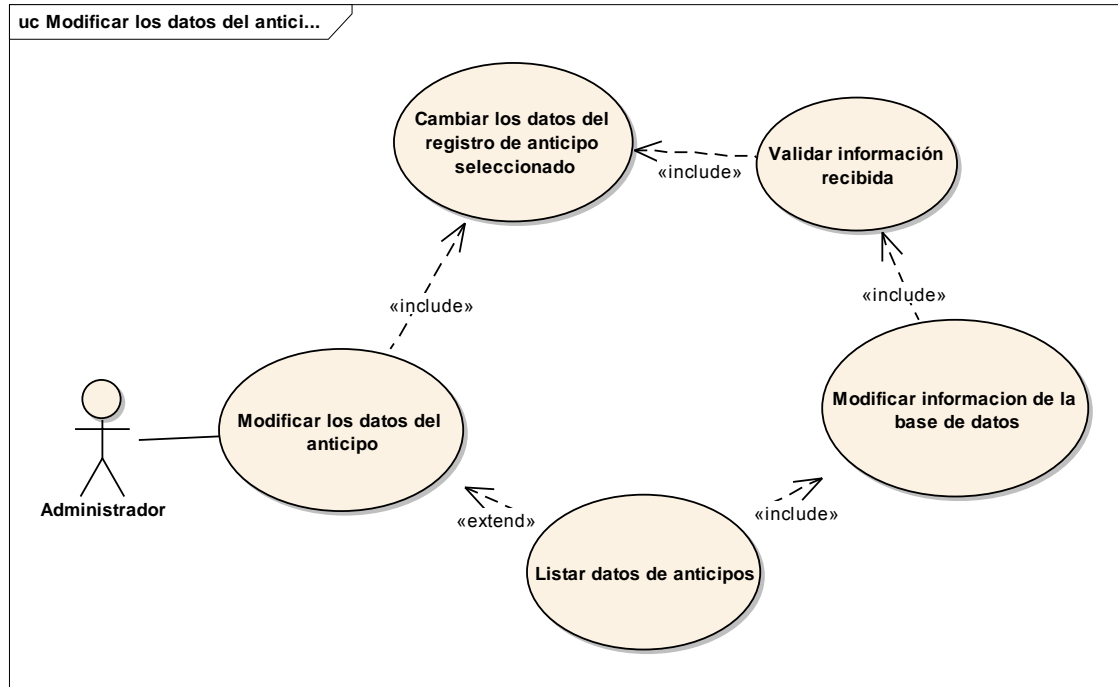 uc Modificar los datos del antici...
Cambiar los datos del
registro de anticipo
seleccionado
Validar información
recibida
«include»
«include»
«include»
Modificar los datos del
anticipo
Modificar informacion de la
base de datos
Administrador
«extend»
«include»
Listar datos de anticipos